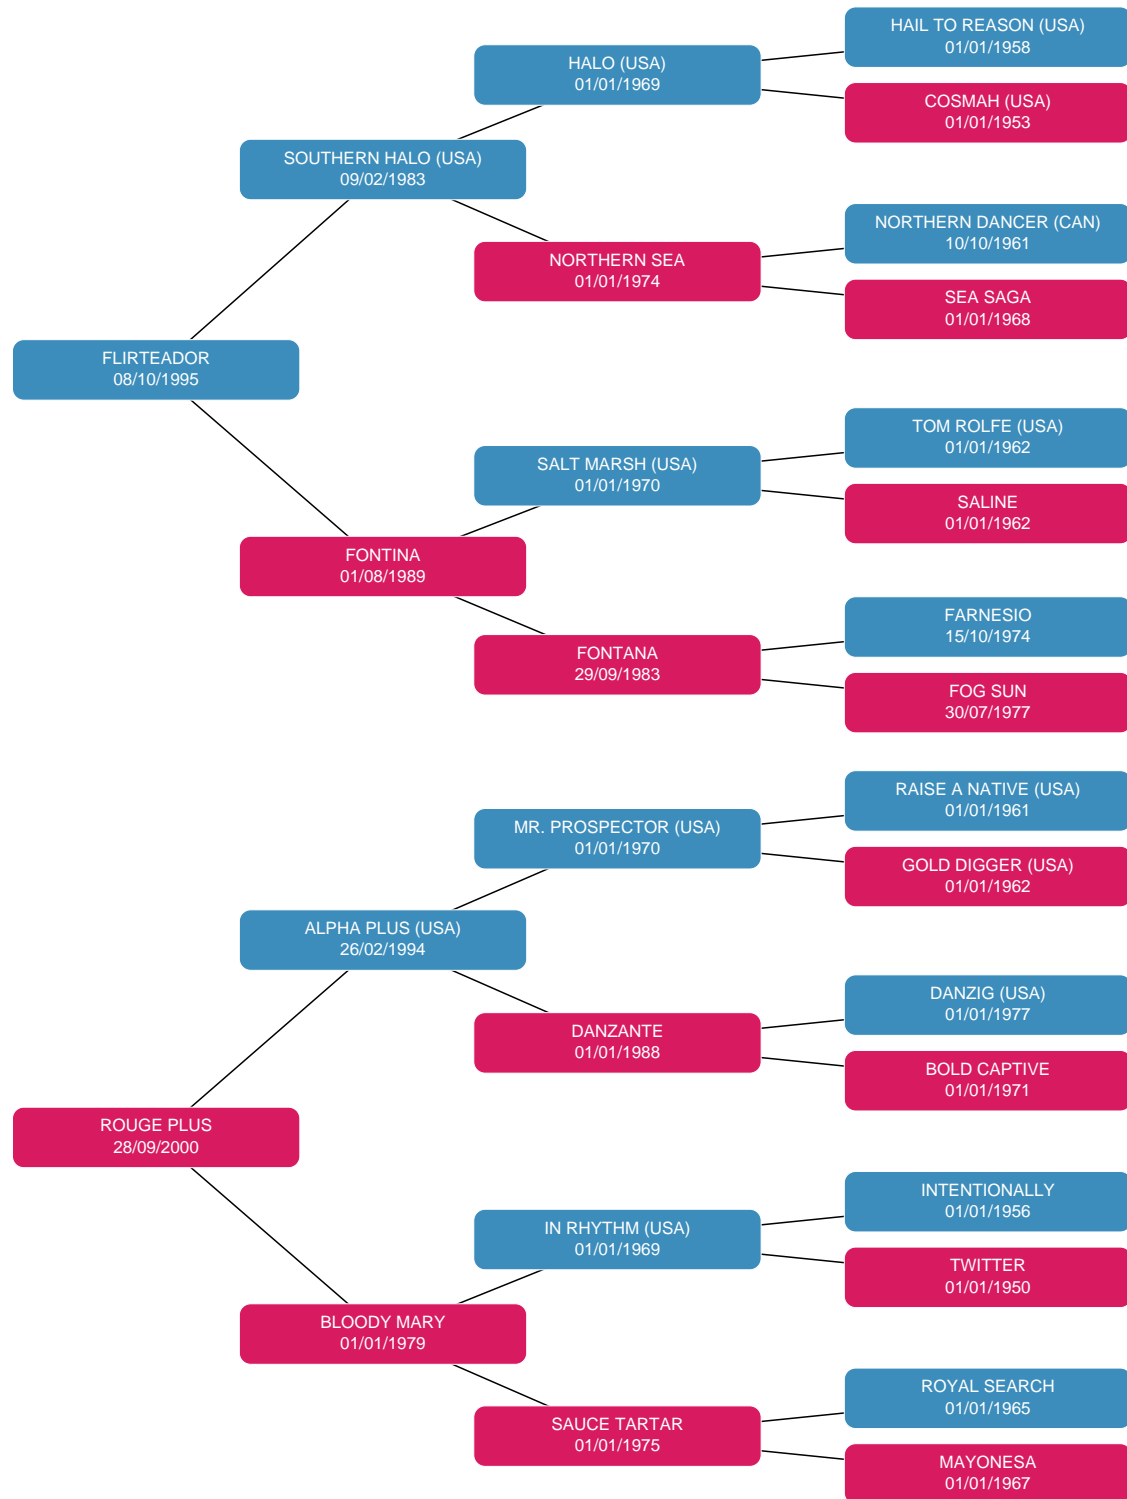 HAIL TO REASON (USA)
01/01/1958
HALO (USA)
01/01/1969
COSMAH (USA)
01/01/1953
SOUTHERN HALO (USA)
09/02/1983
NORTHERN DANCER (CAN)
10/10/1961
NORTHERN SEA
01/01/1974
SEA SAGA
01/01/1968
FLIRTEADOR
08/10/1995
TOM ROLFE (USA)
01/01/1962
SALT MARSH (USA)
01/01/1970
SALINE
01/01/1962
FONTINA
01/08/1989
FARNESIO
15/10/1974
FONTANA
29/09/1983
FOG SUN
30/07/1977
RAISE A NATIVE (USA)
01/01/1961
MR. PROSPECTOR (USA)
01/01/1970
GOLD DIGGER (USA)
01/01/1962
ALPHA PLUS (USA)
26/02/1994
DANZIG (USA)
01/01/1977
DANZANTE
01/01/1988
BOLD CAPTIVE
01/01/1971
ROUGE PLUS
28/09/2000
INTENTIONALLY
01/01/1956
IN RHYTHM (USA)
01/01/1969
TWITTER
01/01/1950
BLOODY MARY
01/01/1979
ROYAL SEARCH
01/01/1965
SAUCE TARTAR
01/01/1975
MAYONESA
01/01/1967